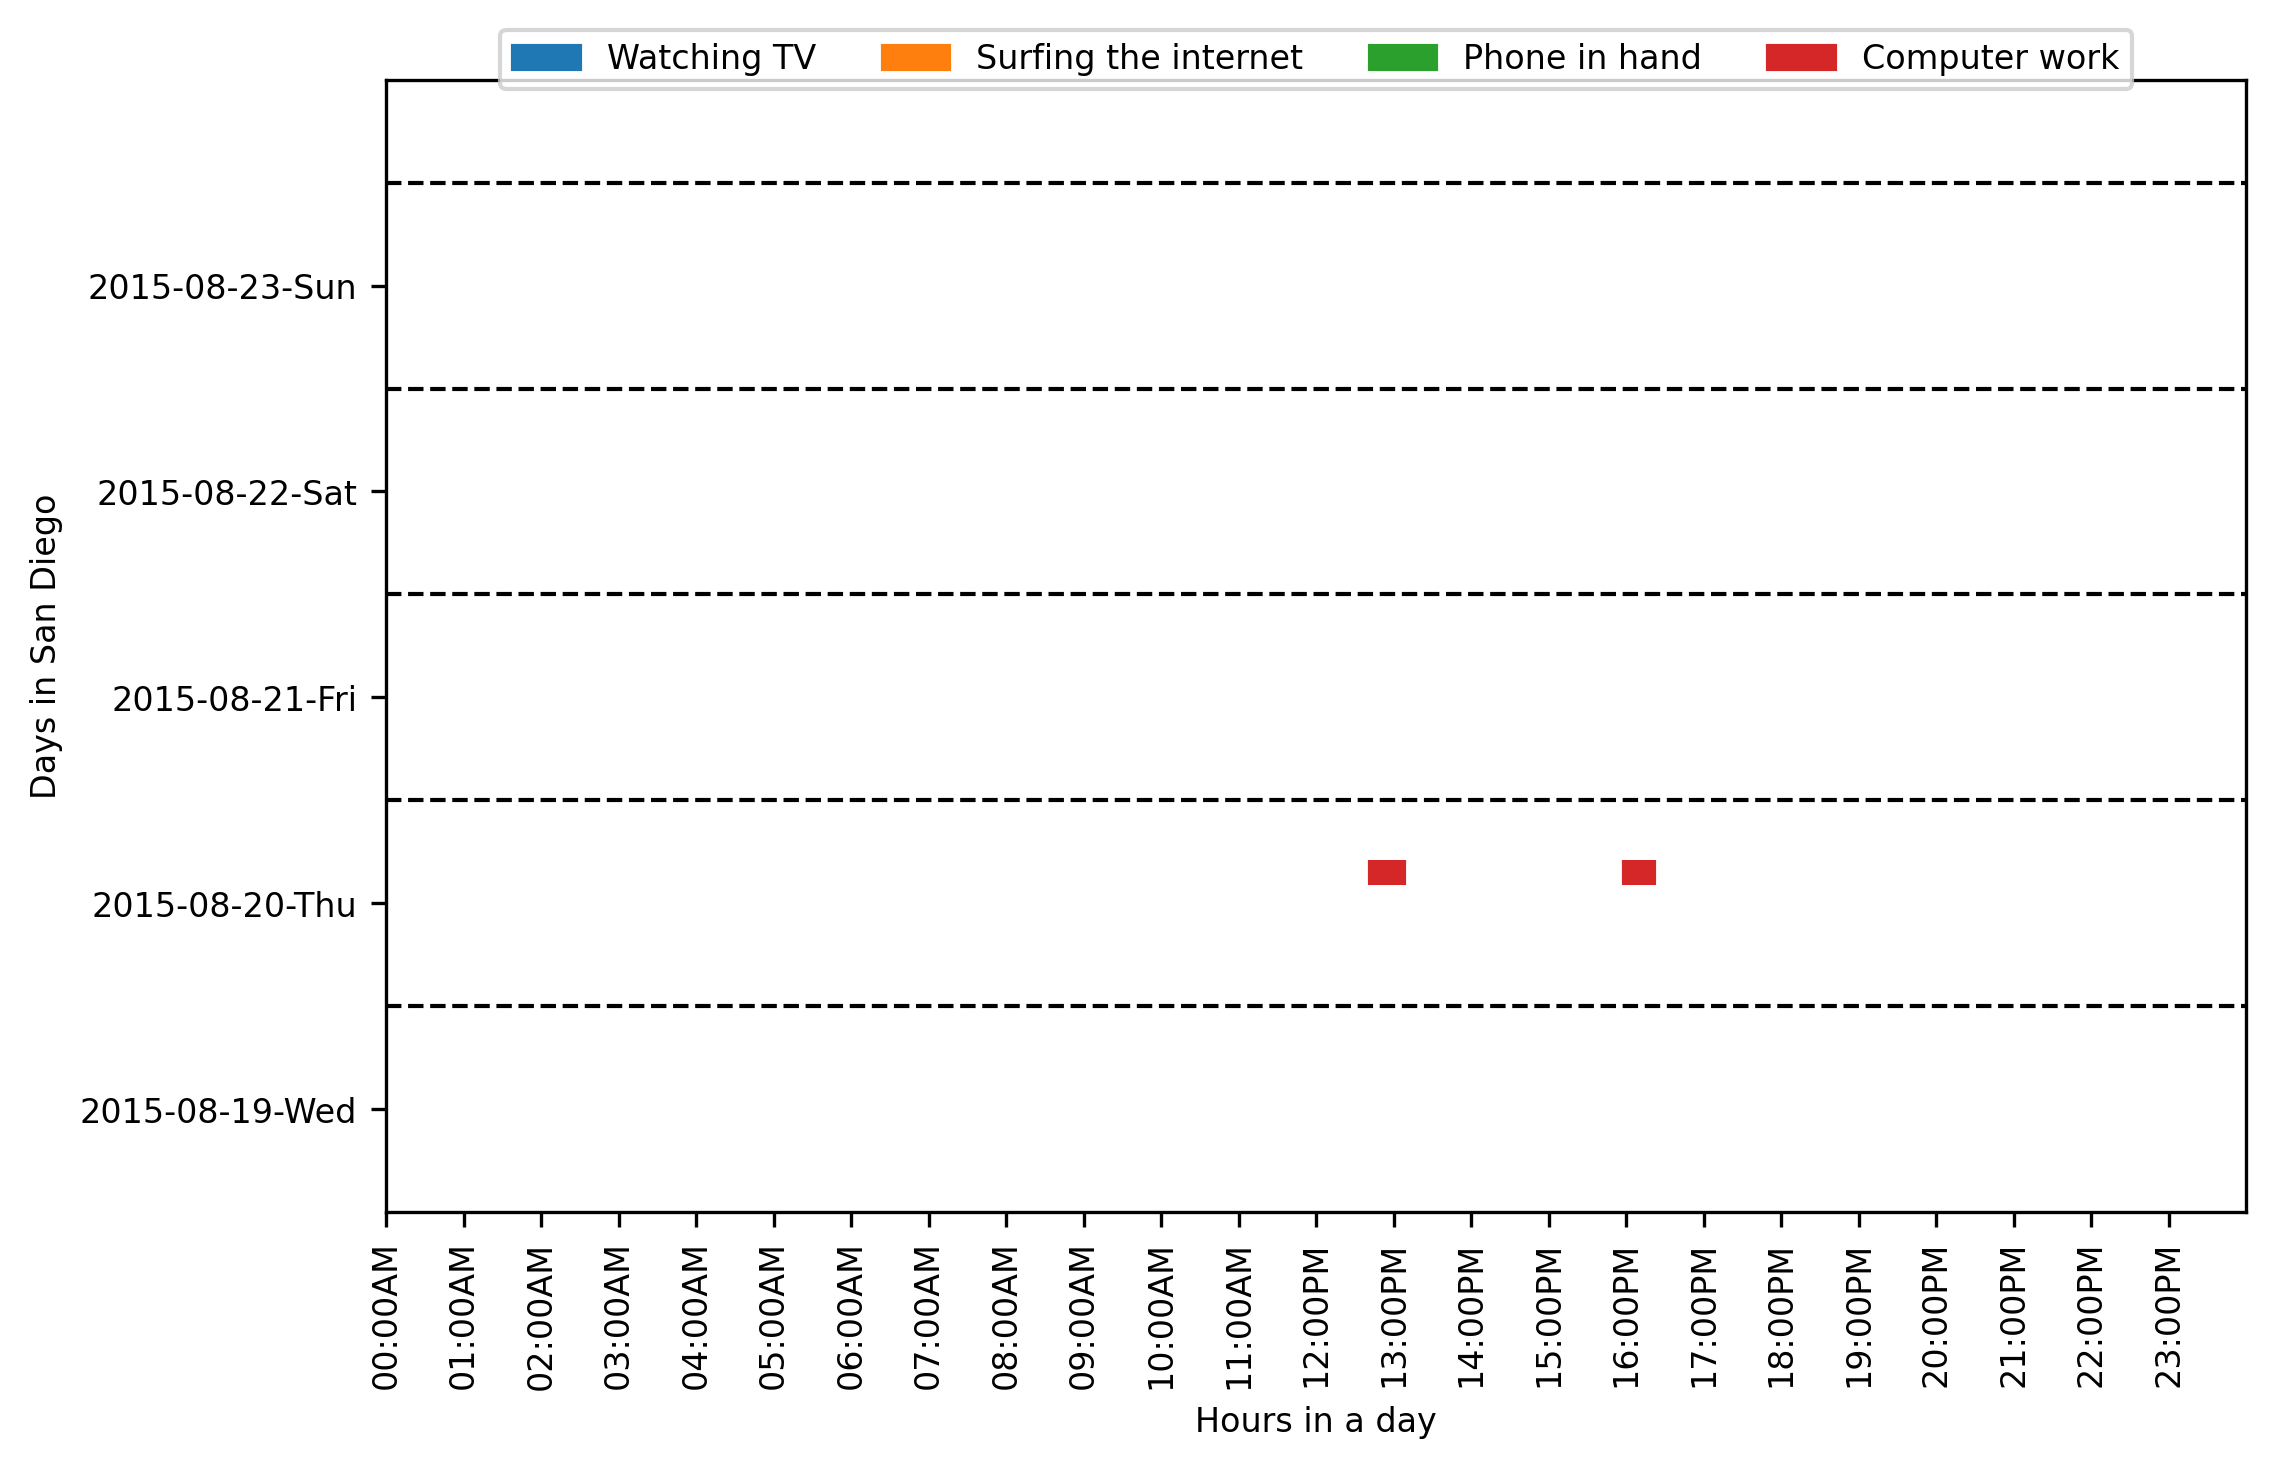 Watching TV Surfing the internet Phone in hand Computer work
2015-08-23-Sun
2015-08-22-Sat
2015-08-21-Fri
2015-08-20-Thu
2015-08-19-Wed
Days in San Diego
00:00AM
01:00AM
02:00AM
03:00AM
04:00AM
05:00AM
06:00AM
07:00AM
08:00AM
09:00AM
10:00AM
11:00AM
12:00PM
13:00PM
14:00PM
15:00PM
16:00PM
17:00PM
18:00PM
19:00PM
20:00PM
21:00PM
22:00PM
23:00PM
Hours in a day